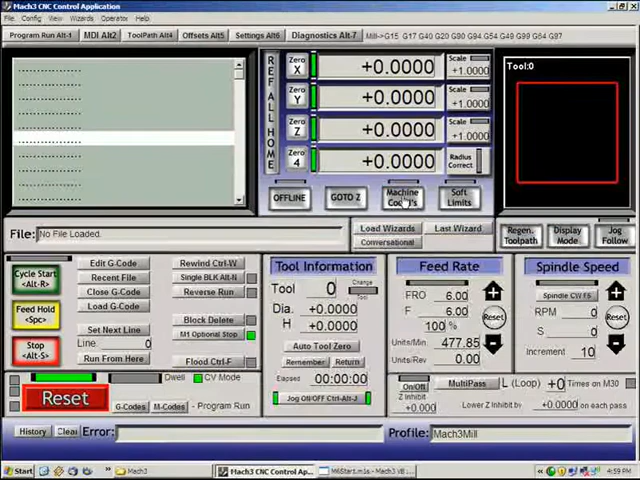 Mach3 CNC Control Application
File Config View Wizards Operator Help
Program Run Alt-1 MDI Alt2 ToolPath Alt4 Offsets Alt5 Settings Alt6 Diagnostics Alt-7 Mill->G15 G17 G40 G20 G90 G94 G54 G49 G99 G64 G97
REF ALL HOME
Zero X +0.0000 Scale +1.0000
Zero Y +0.0000 Scale +1.0000
Zero Z +0.0000 Scale +1.0000
Zero 4 +0.0000 Radius Correct
Tool:0
OFFLINE GOTO Z Machine Soft Limits
File: No File Loaded.
Load Wizards Last Wizard
Conversational
Regen. Toolpath Display Mode Jog Follow
Cycle Start <Alt-R>
Feed Hold <Spc>
Stop <Alt-S>
Edit G-Code
Recent File
Close G-Code
Load G-Code
Set Next Line
Line: 0
Run From Here
Rewind Ctrl-W
Single BLK Alt-N
Reverse Run
Block Delete
M1 Optional Stop
Flood Ctrl-F
Dwell CV Mode
Reset
G-Codes M-Codes - Program Run
Tool Information
Tool 0 Change Tool
Dia. +0.0000
H +0.0000
Auto Tool Zero
Remember Return
Elapsed 00:00:00
Jog ON/OFF Ctrl-Alt-J
Feed Rate
FRO 6.00
F 6.00
100 % Reset
Units/Min 477.85
Units/Rev 0.00
Spindle Speed
Spindle CW F5
RPM 0
S 0 Reset
Increment 10
On/Off
Z Inhibit
+0.000
MultiPass L (Loop) +0 Times on M30
Lower Z Inhibit by +0.0000 on each pass
History Clear Error: Profile: Mach3Mill
Start Mach3 Mach3 CNC Control Ap... M6Start.m1s - Mach3 VB ... 4:59 PM